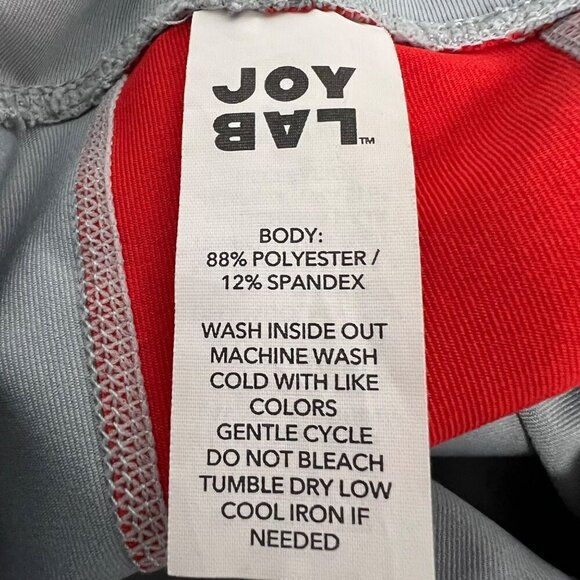 JOY
LAB™
BODY:
88% POLYESTER /
12% SPANDEX
WASH INSIDE OUT
MACHINE WASH
COLD WITH LIKE
COLORS
GENTLE CYCLE
DO NOT BLEACH
TUMBLE DRY LOW
COOL IRON IF
NEEDED